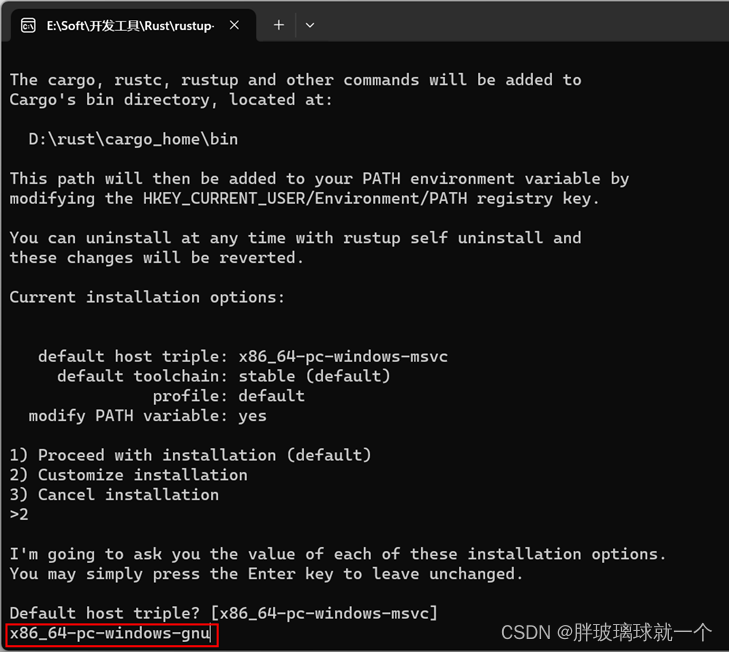 E:\Soft\开发工具\Rust\rustup-
The cargo, rustc, rustup and other commands will be added to
Cargo's bin directory, located at:
D:\rust\cargo_home\bin
This path will then be added to your PATH environment variable by
modifying the HKEY_CURRENT_USER/Environment/PATH registry key.
You can uninstall at any time with rustup self uninstall and
these changes will be reverted.
Current installation options:
default host triple: x86_64-pc-windows-msvc
default toolchain: stable (default)
profile: default
modify PATH variable: yes
1) Proceed with installation (default)
2) Customize installation
3) Cancel installation
>2
I'm going to ask you the value of each of these installation options.
You may simply press the Enter key to leave unchanged.
Default host triple? [x86_64-pc-windows-msvc]
x86_64-pc-windows-gnu
CSDN @胖玻璃球就一个